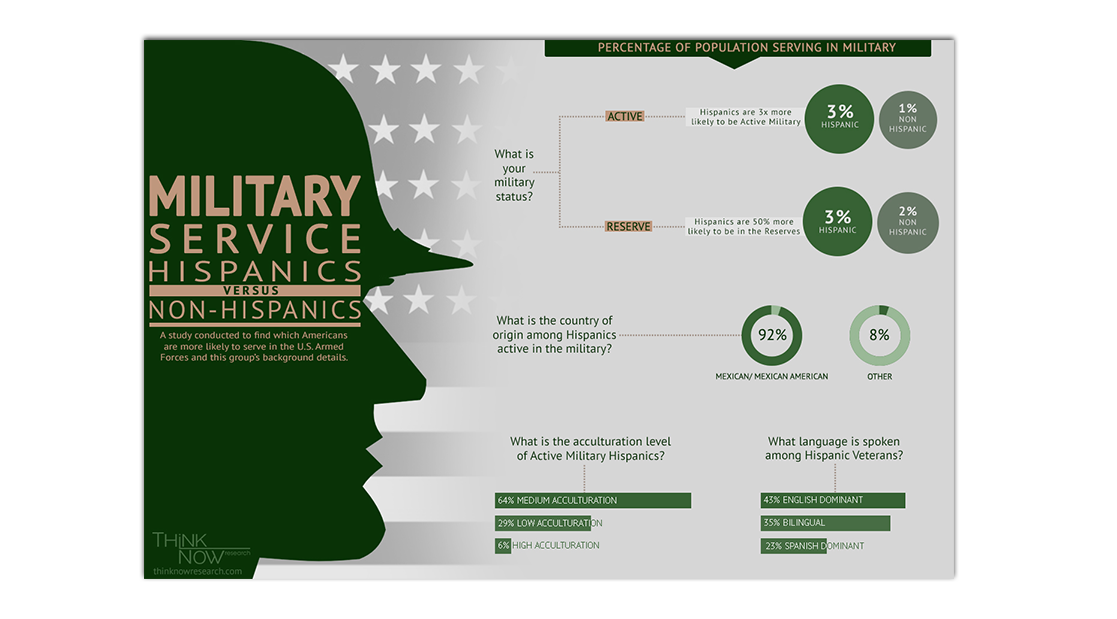 MILITARY
SERVICE
HISPANICS
VERSUS
NON-HISPANICS
A study conducted to find which Americans
are more likely to serve in the U.S. Armed
Forces and this group's background details.
THINK
NOW research
thinknowresearch.com
PERCENTAGE OF POPULATION SERVING IN MILITARY
What is
your
military
status?
ACTIVE
Hispanics are 3x more
likely to be Active Military
3%
HISPANIC
1%
NON
HISPANIC
RESERVE
Hispanics are 50% more
likely to be in the Reserves
3%
HISPANIC
2%
NON
HISPANIC
What is the country of
origin among Hispanics
active in the military?
92%
MEXICAN/ MEXICAN AMERICAN
8%
OTHER
What is the acculturation level
of Active Military Hispanics?
64% MEDIUM ACCULTURATION
29% LOW ACCULTURATION
6% HIGH ACCULTURATION
What language is spoken
among Hispanic Veterans?
43% ENGLISH DOMINANT
35% BILINGUAL
23% SPANISH DOMINANT